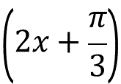 (2x + π/3)